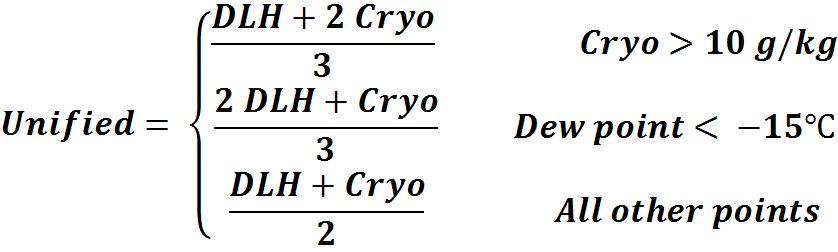 Unified = { (DLH + 2 Cryo) / 3    Cryo > 10 g/kg
(2 DLH + Cryo) / 3    Dew point < −15℃
(DLH + Cryo) / 2    All other points